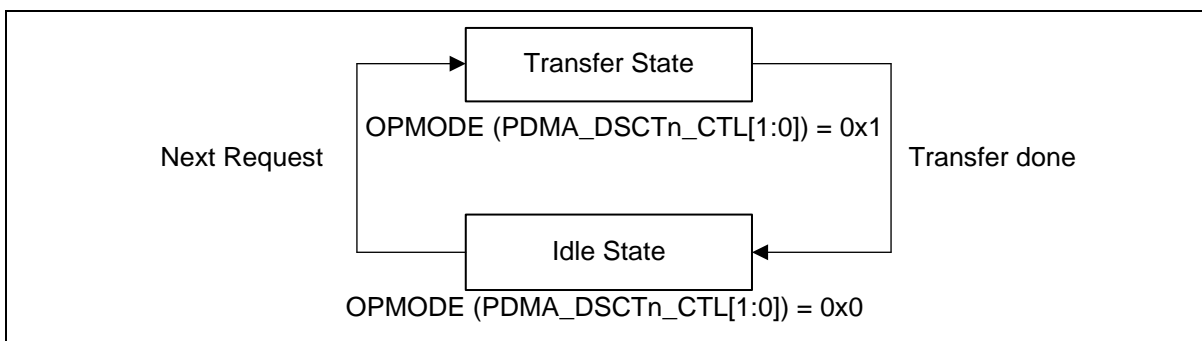 Transfer State
OPMODE (PDMA_DSCTn_CTL[1:0]) = 0x1
Next Request
Transfer done
Idle State
OPMODE (PDMA_DSCTn_CTL[1:0]) = 0x0